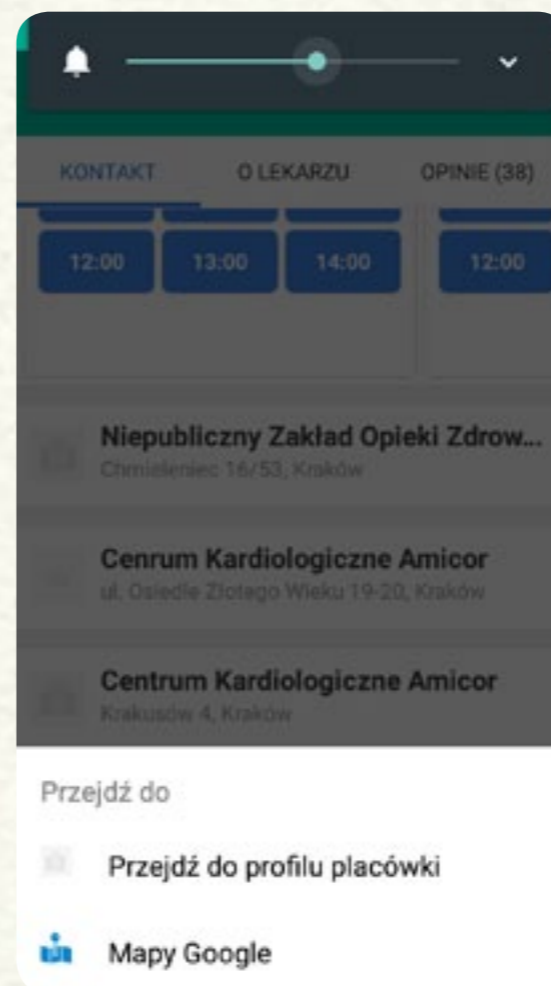 KONTAKT O LEKARZU OPINIE (38)
12:00 13:00 14:00 12:00
Niepubliczny Zakład Opieki Zdrow...
Chmieleniec 16/53, Kraków
Cenrum Kardiologiczne Amicor
ul. Osiedle Złotego Wieku 19-20, Kraków
Centrum Kardiologiczne Amicor
Krakusów 4, Kraków
Przejdź do
Przejdź do profilu placówki
Mapy Google